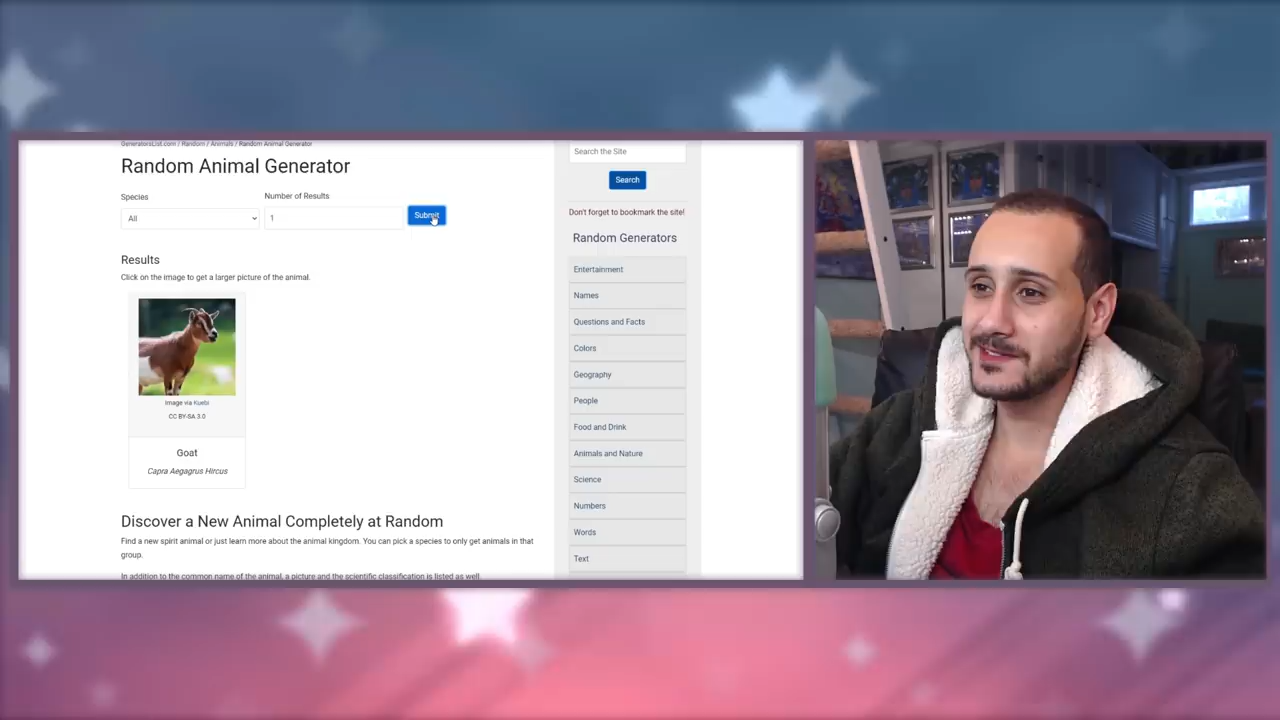 GeneratorsList.com / Random / Animals / Random Animal Generator
Random Animal Generator
Species
Number of Results
All
1
Submit
Results
Click on the image to get a larger picture of the animal.
Image via Kuebi
CC BY-SA 3.0
Goat
Capra Aegagrus Hircus
Discover a New Animal Completely at Random
Find a new spirit animal or just learn more about the animal kingdom. You can pick a species to only get animals in that
group.
In addition to the common name of the animal, a picture and the scientific classification is listed as well.
Search the Site
Search
Don't forget to bookmark the site!
Random Generators
Entertainment
Names
Questions and Facts
Colors
Geography
People
Food and Drink
Animals and Nature
Science
Numbers
Words
Text